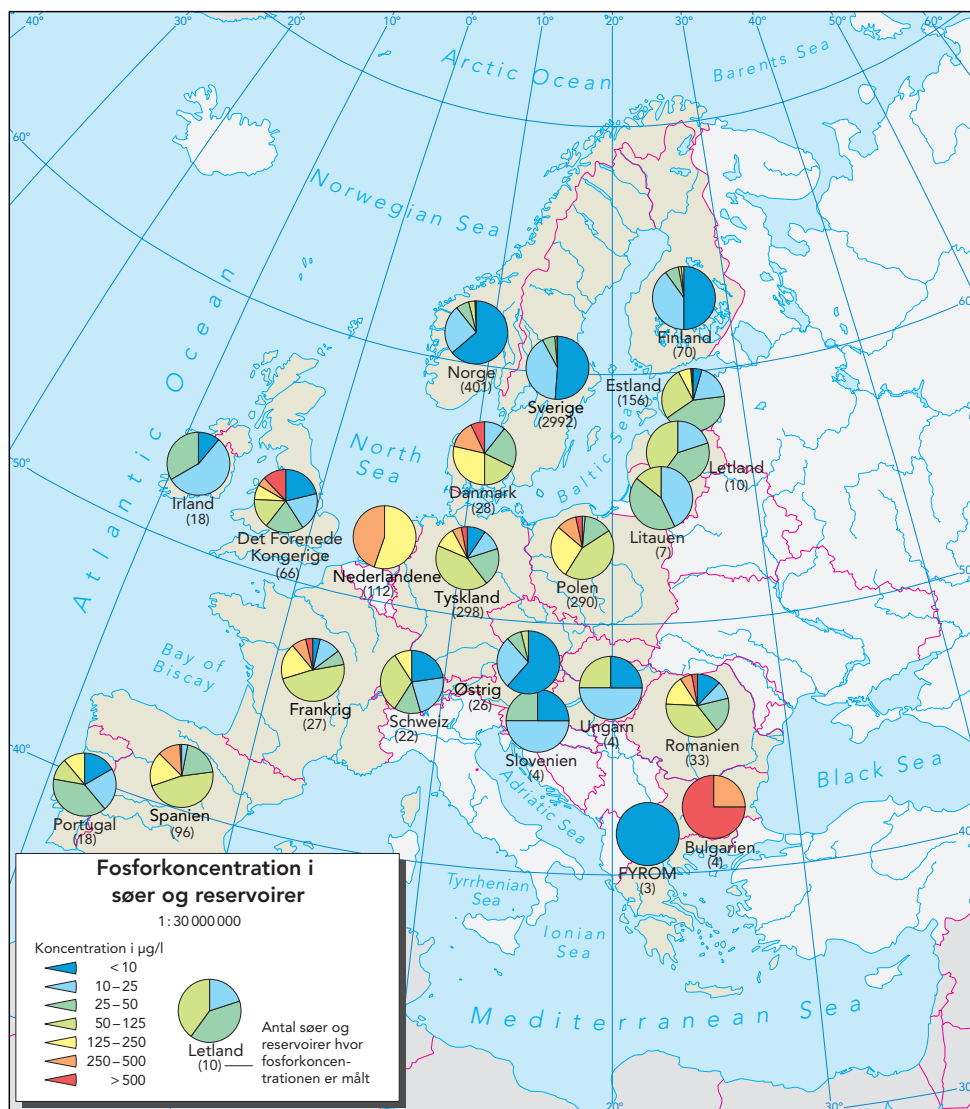 40°
30°
20°
10°
0°
10°
20°
30°
40°
50°
60°
Arctic Ocean
Barents Sea
60°
Norwegian Sea
Atlantic Ocean
Norge
(401)
Sverige
(2992)
Finland
(70)
Estland
(156)
60°
50°
North
Sea
Baltic Sea
Irland
(18)
Det Forenede
Kongerige
(66)
Danmark
(28)
Letland
(10)
Litauen
(7)
Nederlandene
(112)
Tyskland
(298)
Polen
(290)
50°
Bay of
Biscay
Frankrig
(27)
Schweiz
(22)
Østrig
(26)
Slovenien
(4)
Ungarn
(4)
Romanien
(33)
Black Sea
40°
Adriatic Sea
Portugal
(18)
Spanien
(96)
FYROM
(3)
Bulgarien
(4)
40°
Tyrrhenian
Sea
Ionian
Sea
Mediterranean Sea
Fosforkoncentration i
søer og reservoirer
1 : 30 000 000
Koncentration i µg/l
< 10
10 – 25
25 – 50
50 – 125
125 – 250
250 – 500
> 500
Letland
(10)
Antal søer og
reservoirer hvor
fosforkoncen-
trationen er målt
0°
10°
20°
30°
30°